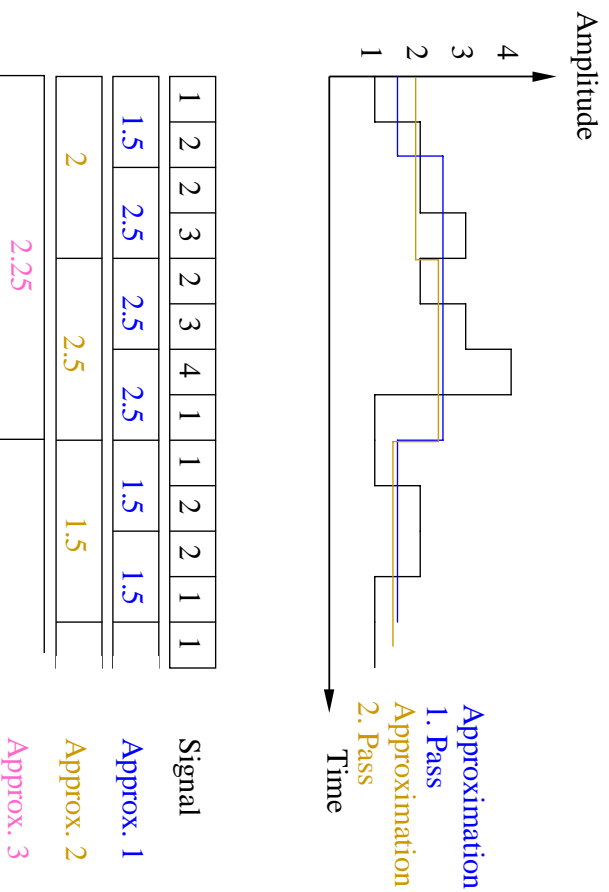 Amplitude
4
3
2
1
Approximation
1. Pass
Approximation
2. Pass
Time
1 2 2 3 2 3 4 1 1 2 2 1 1 Signal
1.5 2.5 2.5 2.5 1.5 1.5 Approx. 1
2 2.5 1.5 Approx. 2
2.25 Approx. 3